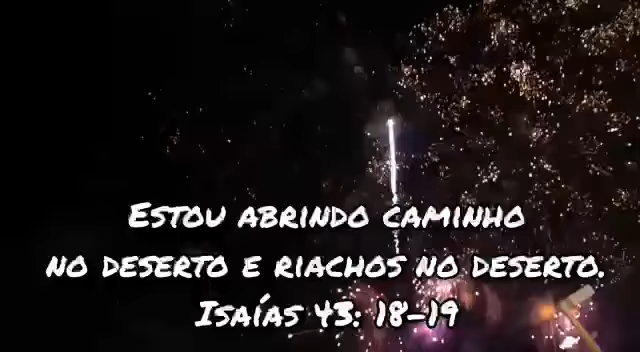 Estou abrindo caminho
no deserto e riachos no deserto.
Isaías 43: 18-19